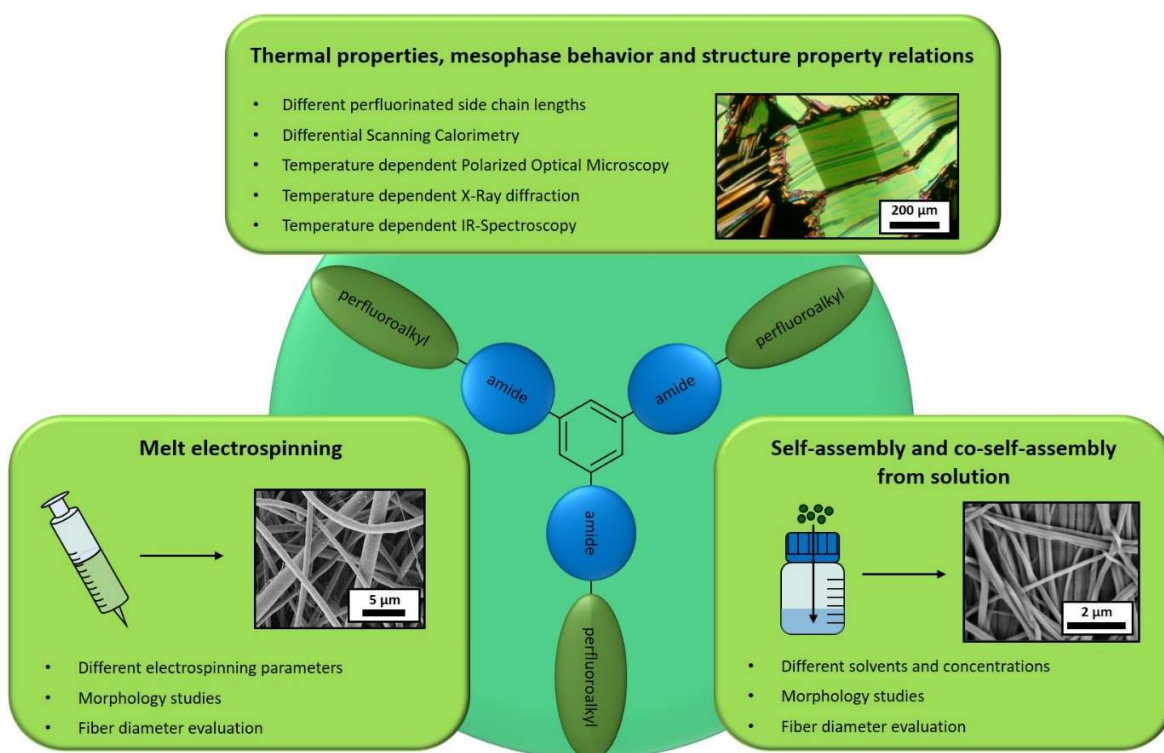 Thermal properties, mesophase behavior and structure property relations
• Different perfluorinated side chain lengths
• Differential Scanning Calorimetry
• Temperature dependent Polarized Optical Microscopy
• Temperature dependent X-Ray diffraction
• Temperature dependent IR-Spectroscopy
200 µm
perfluoroalkyl
perfluoroalkyl
amide
amide
amide
perfluoroalkyl
Melt electrospinning
5 µm
• Different electrospinning parameters
• Morphology studies
• Fiber diameter evaluation
Self-assembly and co-self-assembly
from solution
2 µm
• Different solvents and concentrations
• Morphology studies
• Fiber diameter evaluation